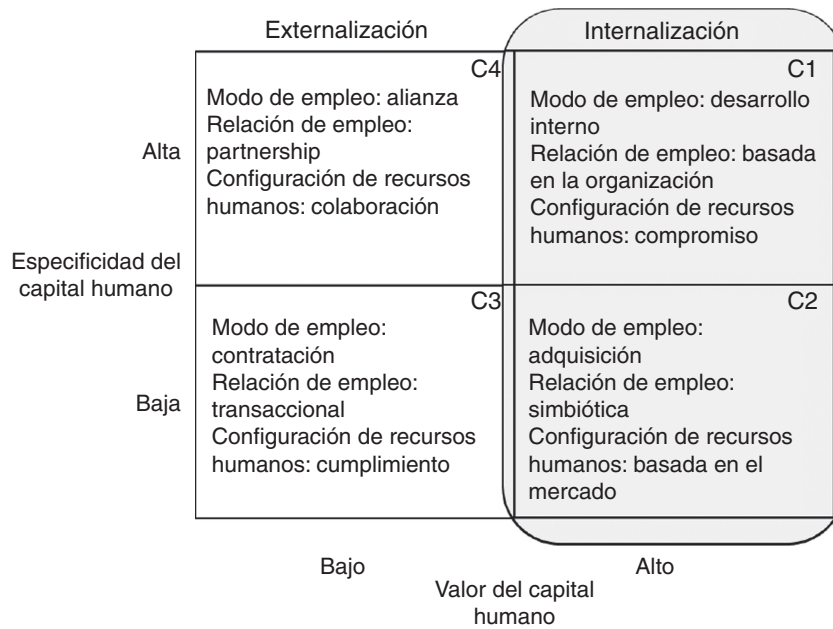 Externalización
Internalización
C4
Modo de empleo: alianza
Relación de empleo:
partnership
Configuración de recursos
humanos: colaboración
C1
Modo de empleo: desarrollo
interno
Relación de empleo: basada
en la organización
Configuración de recursos
humanos: compromiso
Alta
Especificidad del
capital humano
C3
Modo de empleo:
contratación
Relación de empleo:
transaccional
Configuración de recursos
humanos: cumplimiento
C2
Modo de empleo:
adquisición
Relación de empleo:
simbiótica
Configuración de recursos
humanos: basada en el
mercado
Baja
Bajo
Alto
Valor del capital
humano